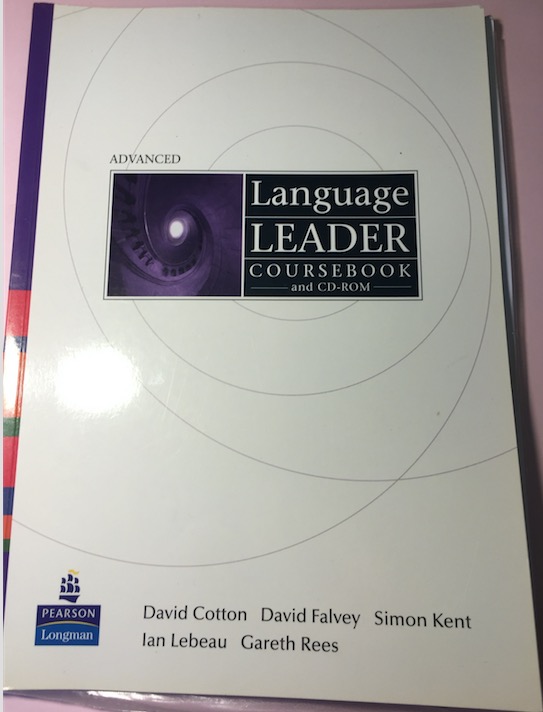 ADVANCED
Language
LEADER
COURSEBOOK
and CD-ROM
PEARSON
Longman
David Cotton David Falvey Simon Kent
Ian Lebeau Gareth Rees